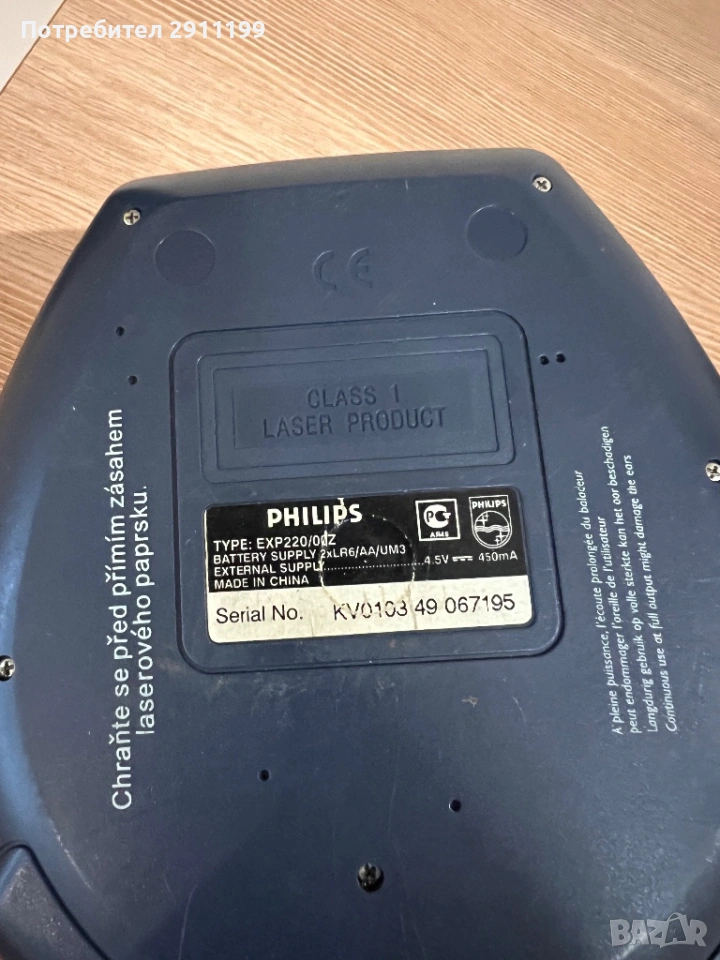 Потребител 2911199
CE
CLASS 1
LASER PRODUCT
PHILIPS
TYPE: EXP220/00Z
BATTERY SUPPLY 2xLR6/AA/UM3
EXTERNAL SUPPLY..............4.5V 450mA
MADE IN CHINA
PHILIPS
Serial No. KV0103 49 067195
Chraňte se před přímím zásahem
laserového paprsku.
A pleine puissance, l'écoute prolongée du baladeur
peut endommager l'oreille de l'utilisateur
Langdurig gebruik op volle sterkte kan het oor beschadigen
Continuous use at full output might damage the ears
BAZAR